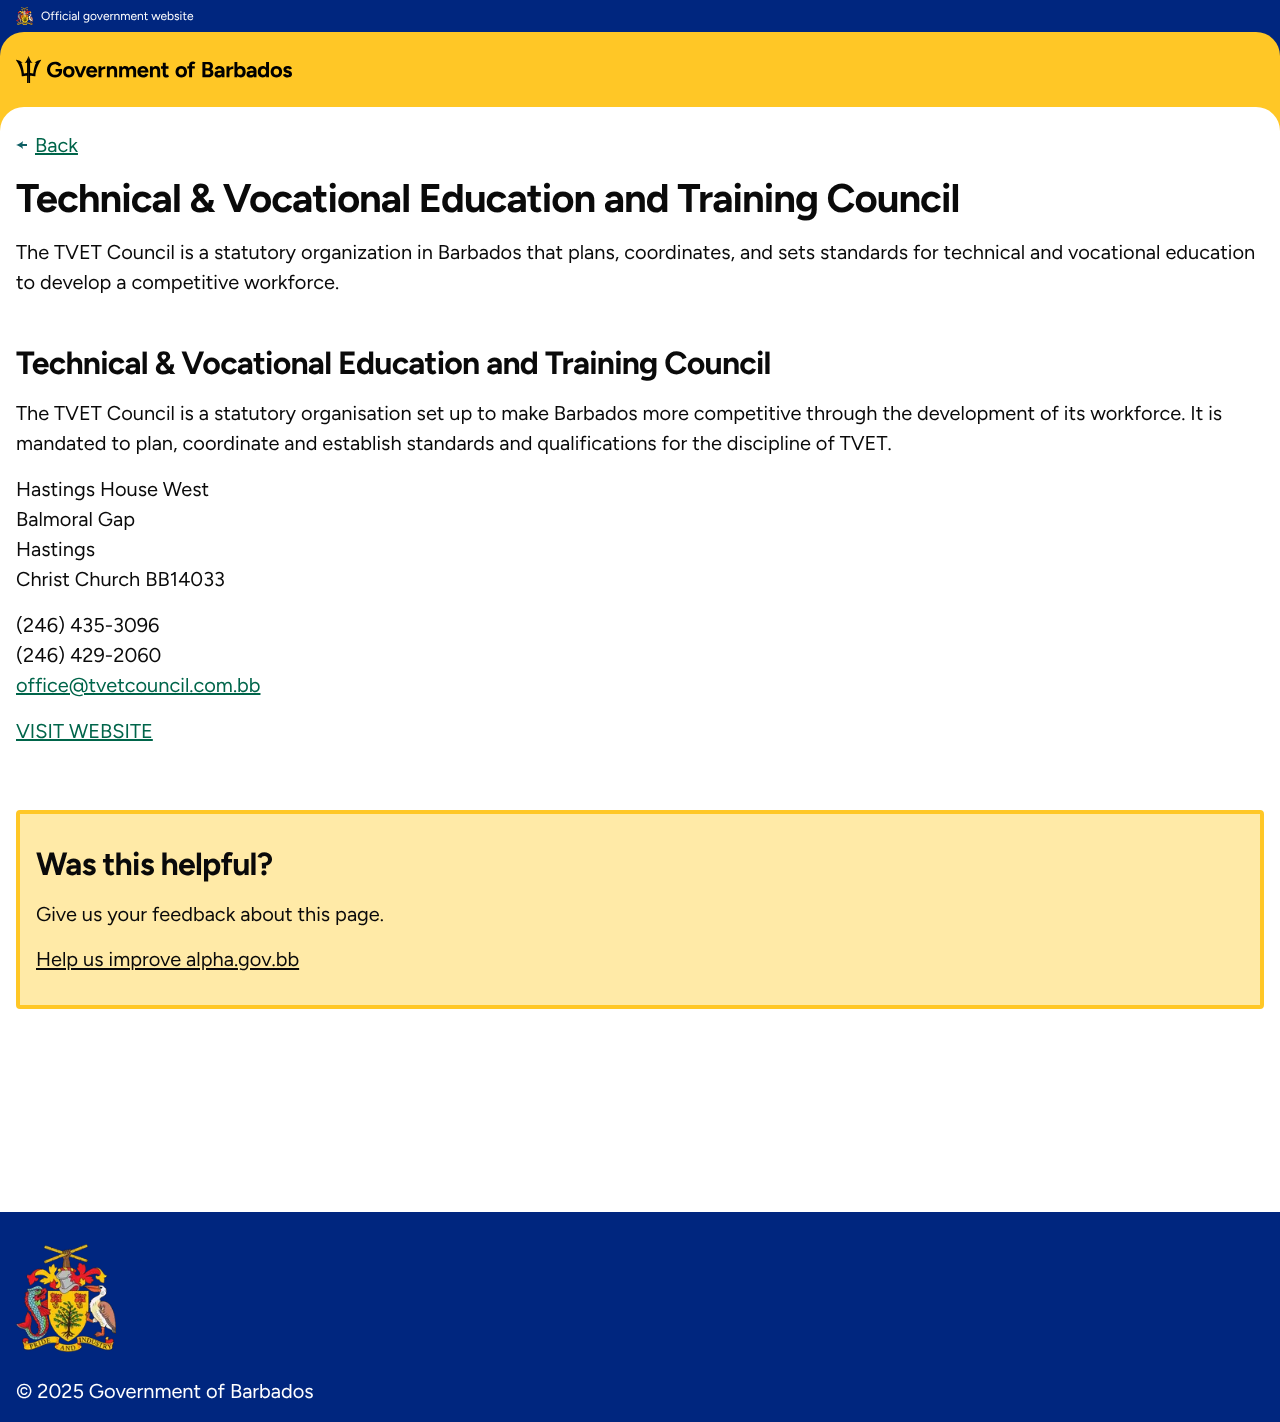 Official government website
Government of Barbados
Back
Technical & Vocational Education and Training Council
The TVET Council is a statutory organization in Barbados that plans, coordinates, and sets standards for technical and vocational education
to develop a competitive workforce.
Technical & Vocational Education and Training Council
The TVET Council is a statutory organisation set up to make Barbados more competitive through the development of its workforce. It is
mandated to plan, coordinate and establish standards and qualifications for the discipline of TVET.
Hastings House West
Balmoral Gap
Hastings
Christ Church BB14033
(246) 435-3096
(246) 429-2060
office@tvetcouncil.com.bb
VISIT WEBSITE
Was this helpful?
Give us your feedback about this page.
Help us improve alpha.gov.bb
PRIDE AND INDUSTRY
© 2025 Government of Barbados